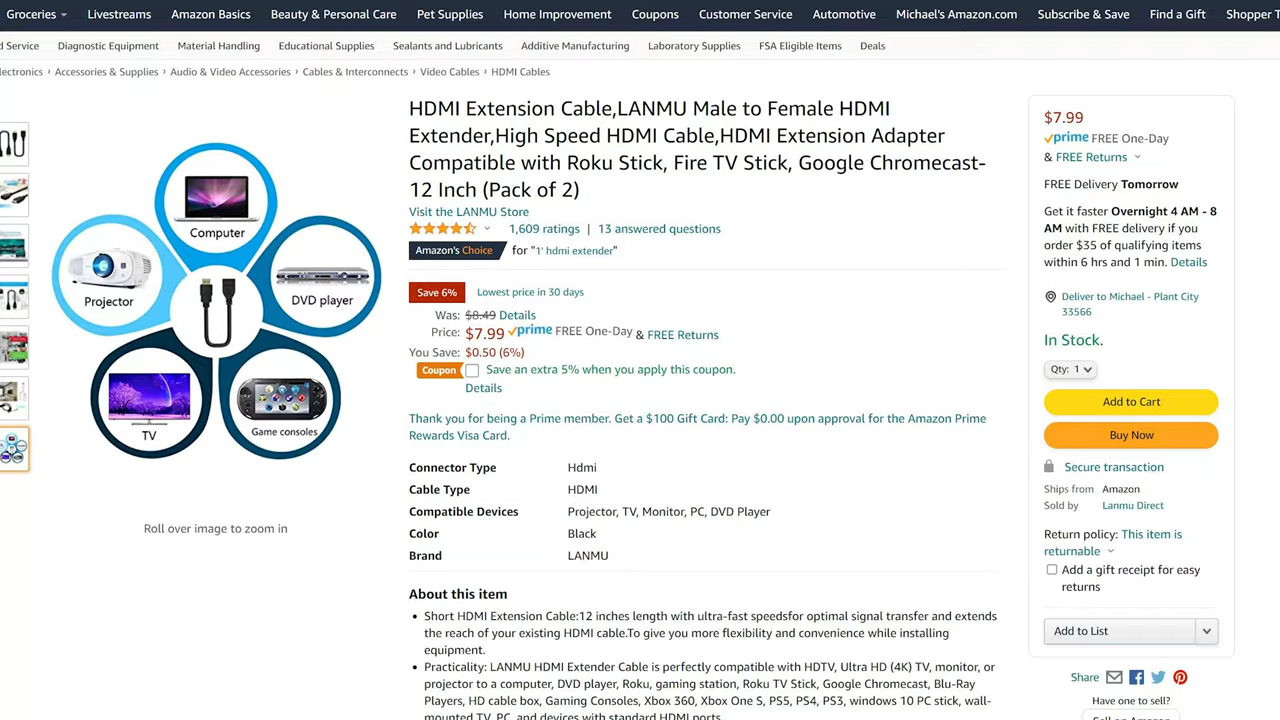 Groceries
Livestreams
Amazon Basics
Beauty & Personal Care
Pet Supplies
Home Improvement
Coupons
Customer Service
Automotive
Michael's Amazon.com
Subscribe & Save
Find a Gift
Shopper T
d Service
Diagnostic Equipment
Material Handling
Educational Supplies
Sealants and Lubricants
Additive Manufacturing
Laboratory Supplies
FSA Eligible Items
Deals
lectronics › Accessories & Supplies › Audio & Video Accessories › Cables & Interconnects › Video Cables › HDMI Cables
Computer
Projector
DVD player
TV
Game consoles
Roll over image to zoom in
HDMI Extension Cable,LANMU Male to Female HDMI
Extender,High Speed HDMI Cable,HDMI Extension Adapter
Compatible with Roku Stick, Fire TV Stick, Google Chromecast-
12 Inch (Pack of 2)
Visit the LANMU Store
1,609 ratings | 13 answered questions
Amazon's Choice for "1' hdmi extender"
Save 6% Lowest price in 30 days
Was: $8.49 Details
Price: $7.99 prime FREE One-Day & FREE Returns
You Save: $0.50 (6%)
Coupon Save an extra 5% when you apply this coupon.
Details
Thank you for being a Prime member. Get a $100 Gift Card: Pay $0.00 upon approval for the Amazon Prime
Rewards Visa Card.
Connector Type Hdmi
Cable Type HDMI
Compatible Devices Projector, TV, Monitor, PC, DVD Player
Color Black
Brand LANMU
About this item
• Short HDMI Extension Cable:12 inches length with ultra-fast speedsfor optimal signal transfer and extends
the reach of your existing HDMI cable.To give you more flexibility and convenience while installing
equipment.
• Practicality: LANMU HDMI Extender Cable is perfectly compatible with HDTV, Ultra HD (4K) TV, monitor, or
projector to a computer, DVD player, Roku, gaming station, Roku TV Stick, Google Chromecast, Blu-Ray
Players, HD cable box, Gaming Consoles, Xbox 360, Xbox One S, PS5, PS4, PS3, windows 10 PC stick, wall-
mounted TV, PC, and devices with standard HDMI ports.
$7.99
prime FREE One-Day
& FREE Returns
FREE Delivery Tomorrow
Get it faster Overnight 4 AM - 8
AM with FREE delivery if you
order $35 of qualifying items
within 6 hrs and 1 min. Details
Deliver to Michael - Plant City
33566
In Stock.
Qty: 1
Add to Cart
Buy Now
Secure transaction
Ships from Amazon
Sold by Lanmu Direct
Return policy: This item is
returnable
Add a gift receipt for easy
returns
Add to List
Share
Have one to sell?
Sell on Amazon